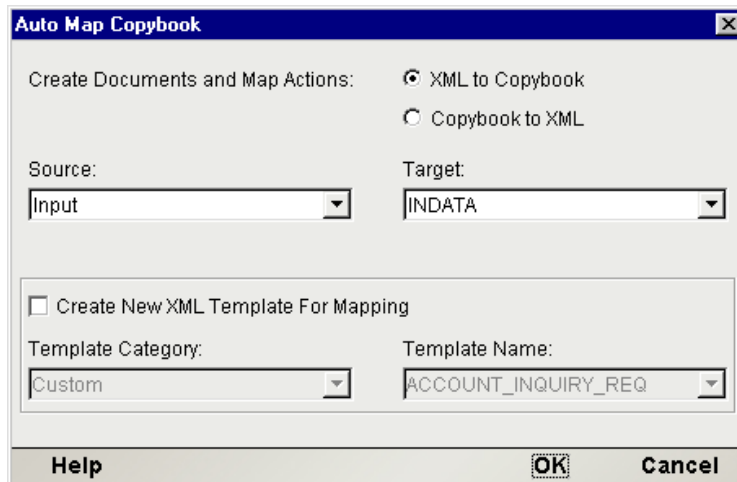 Auto Map Copybook
Create Documents and Map Actions:
XML to Copybook
Copybook to XML
Source:
Target:
Input
INDATA
Create New XML Template For Mapping
Template Category:
Template Name:
Custom
ACCOUNT_INQUIRY_REQ
Help
OK
Cancel